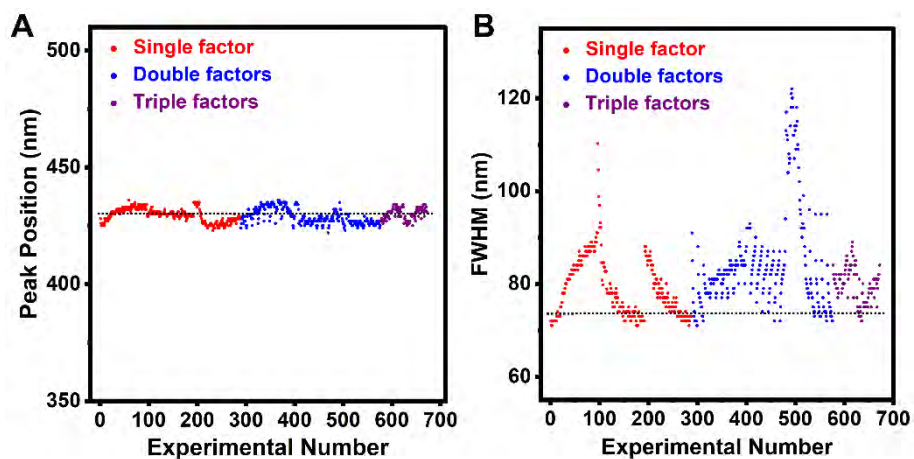 A
Peak Position (nm)
500
450
400
350
Single factor
Double factors
Triple factors
0 100 200 300 400 500 600 700
Experimental Number
B
FWHM (nm)
120
100
80
60
Single factor
Double factors
Triple factors
0 100 200 300 400 500 600 700
Experimental Number